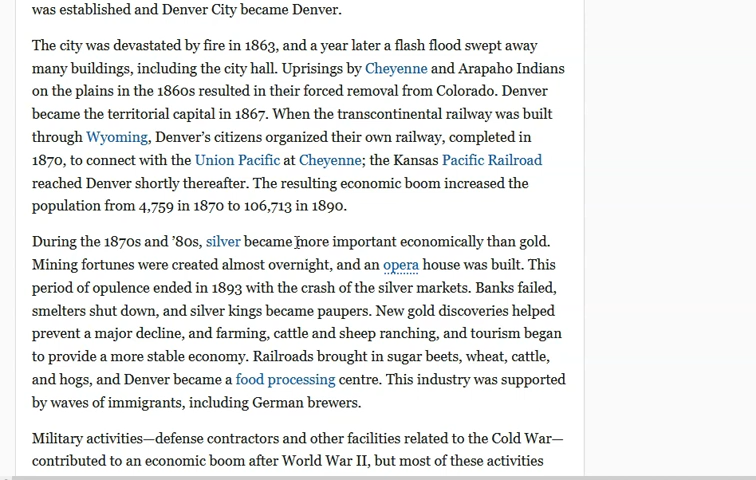 was established and Denver City became Denver.
The city was devastated by fire in 1863, and a year later a flash flood swept away
many buildings, including the city hall. Uprisings by Cheyenne and Arapaho Indians
on the plains in the 1860s resulted in their forced removal from Colorado. Denver
became the territorial capital in 1867. When the transcontinental railway was built
through Wyoming, Denver’s citizens organized their own railway, completed in
1870, to connect with the Union Pacific at Cheyenne; the Kansas Pacific Railroad
reached Denver shortly thereafter. The resulting economic boom increased the
population from 4,759 in 1870 to 106,713 in 1890.
During the 1870s and ’80s, silver became more important economically than gold.
Mining fortunes were created almost overnight, and an opera house was built. This
period of opulence ended in 1893 with the crash of the silver markets. Banks failed,
smelters shut down, and silver kings became paupers. New gold discoveries helped
prevent a major decline, and farming, cattle and sheep ranching, and tourism began
to provide a more stable economy. Railroads brought in sugar beets, wheat, cattle,
and hogs, and Denver became a food processing centre. This industry was supported
by waves of immigrants, including German brewers.
Military activities—defense contractors and other facilities related to the Cold War—
contributed to an economic boom after World War II, but most of these activities